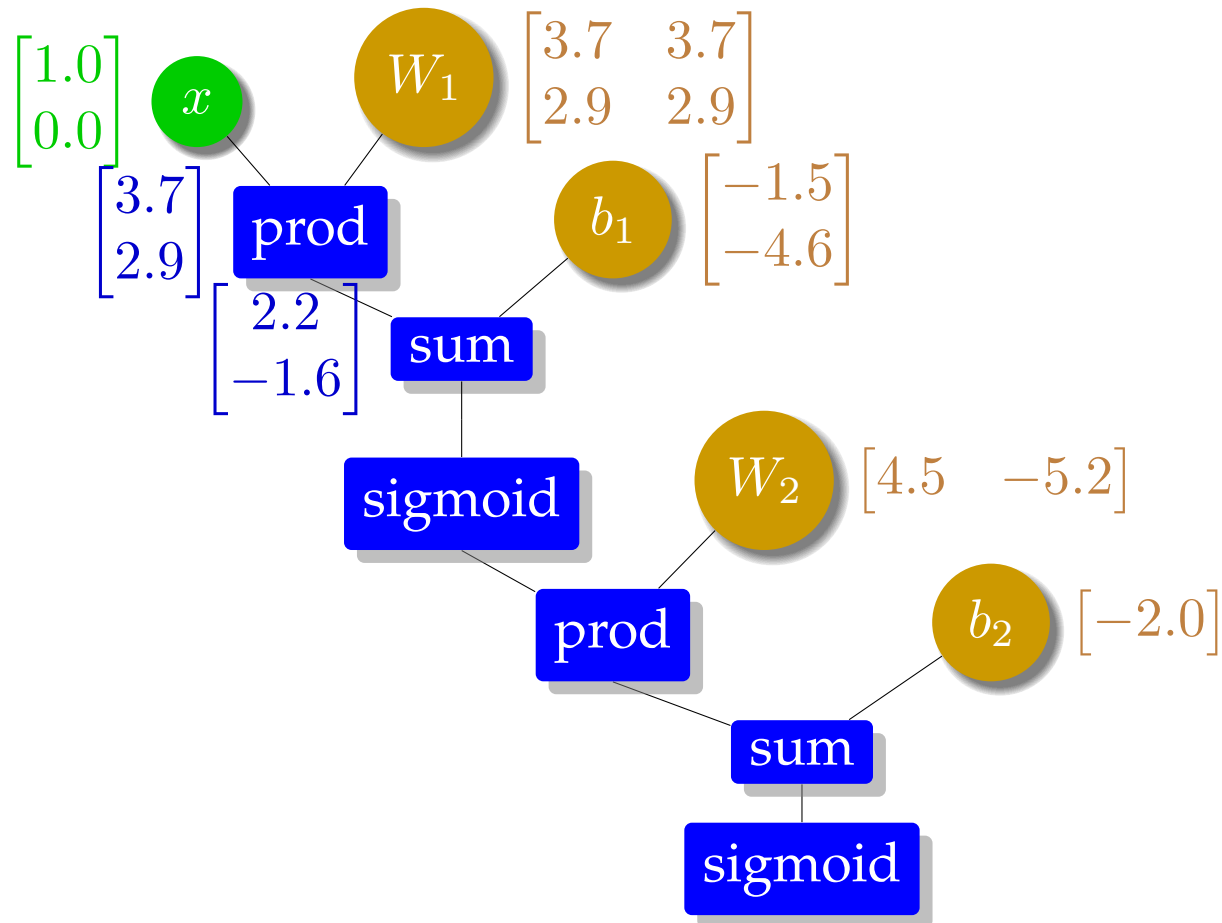 [1.0
0.0]
x
W₁
[3.7 3.7
2.9 2.9]
[3.7
2.9]
prod
b₁
[−1.5
−4.6]
[2.2
−1.6]
sum
sigmoid
W₂
[4.5 −5.2]
prod
b₂
[−2.0]
sum
sigmoid